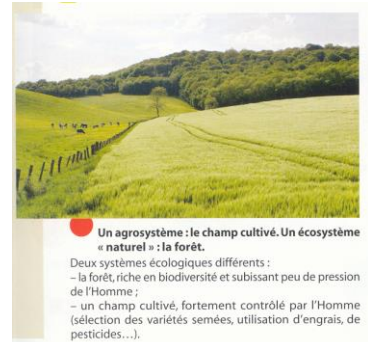 Un agrosystème : le champ cultivé. Un écosystème
« naturel » : la forêt.
Deux systèmes écologiques différents :
– la forêt, riche en biodiversité et subissant peu de pression
de l'Homme ;
– un champ cultivé, fortement contrôlé par l'Homme
(sélection des variétés semées, utilisation d'engrais, de
pesticides…).